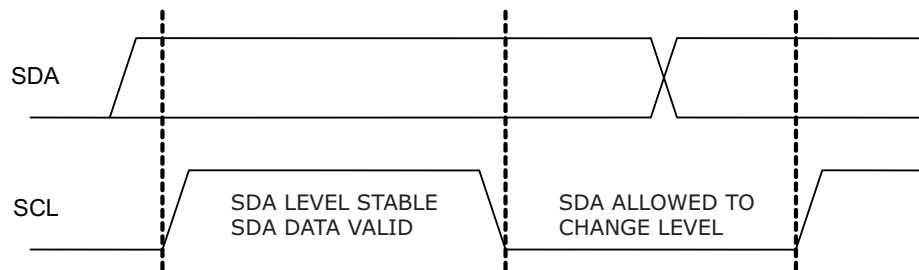 SDA
SCL
SDA LEVEL STABLE
SDA DATA VALID
SDA ALLOWED TO
CHANGE LEVEL